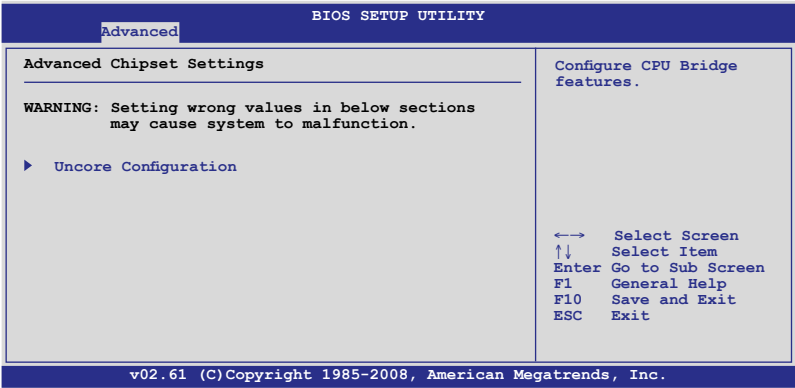 BIOS SETUP UTILITY
Advanced
Advanced Chipset Settings
WARNING: Setting wrong values in below sections
may cause system to malfunction.
▶ Uncore Configuration
Configure CPU Bridge
features.
←→ Select Screen
↑↓ Select Item
Enter Go to Sub Screen
F1 General Help
F10 Save and Exit
ESC Exit
v02.61 (C)Copyright 1985-2008, American Megatrends, Inc.